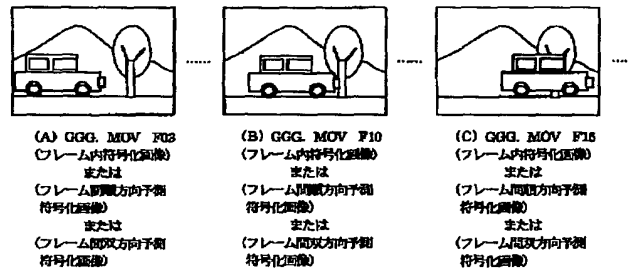 (A) GGG. MOV F03
(フレーム内符号化画像)
または
(フレーム間順方向予測
符号化画像)
または
(フレーム間双方向予測
符号化画像)
(B) GGG. MOV F10
(フレーム内符号化画像)
または
(フレーム間順方向予測
符号化画像)
または
(フレーム間双方向予測
符号化画像)
(C) GGG. MOV F16
(フレーム内符号化画像)
または
(フレーム間順方向予測
符号化画像)
または
(フレーム間双方向予測
符号化画像)